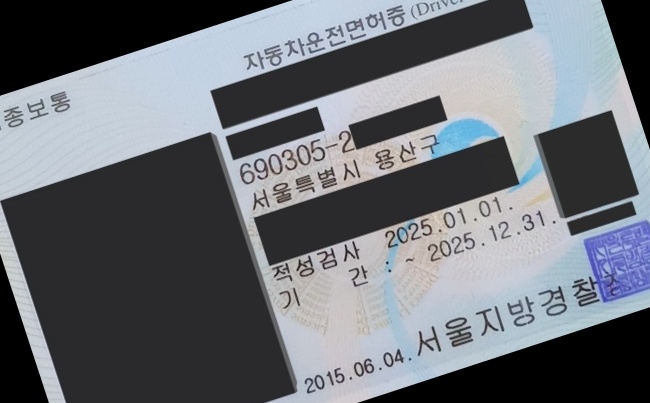 자동차운전면허증 (Driver
종보통
690305-2
서울특별시 용산구
적성검사 2025.01.01.
기 간 : ~ 2025.12.31.
2015.06.04. 서울지방경찰